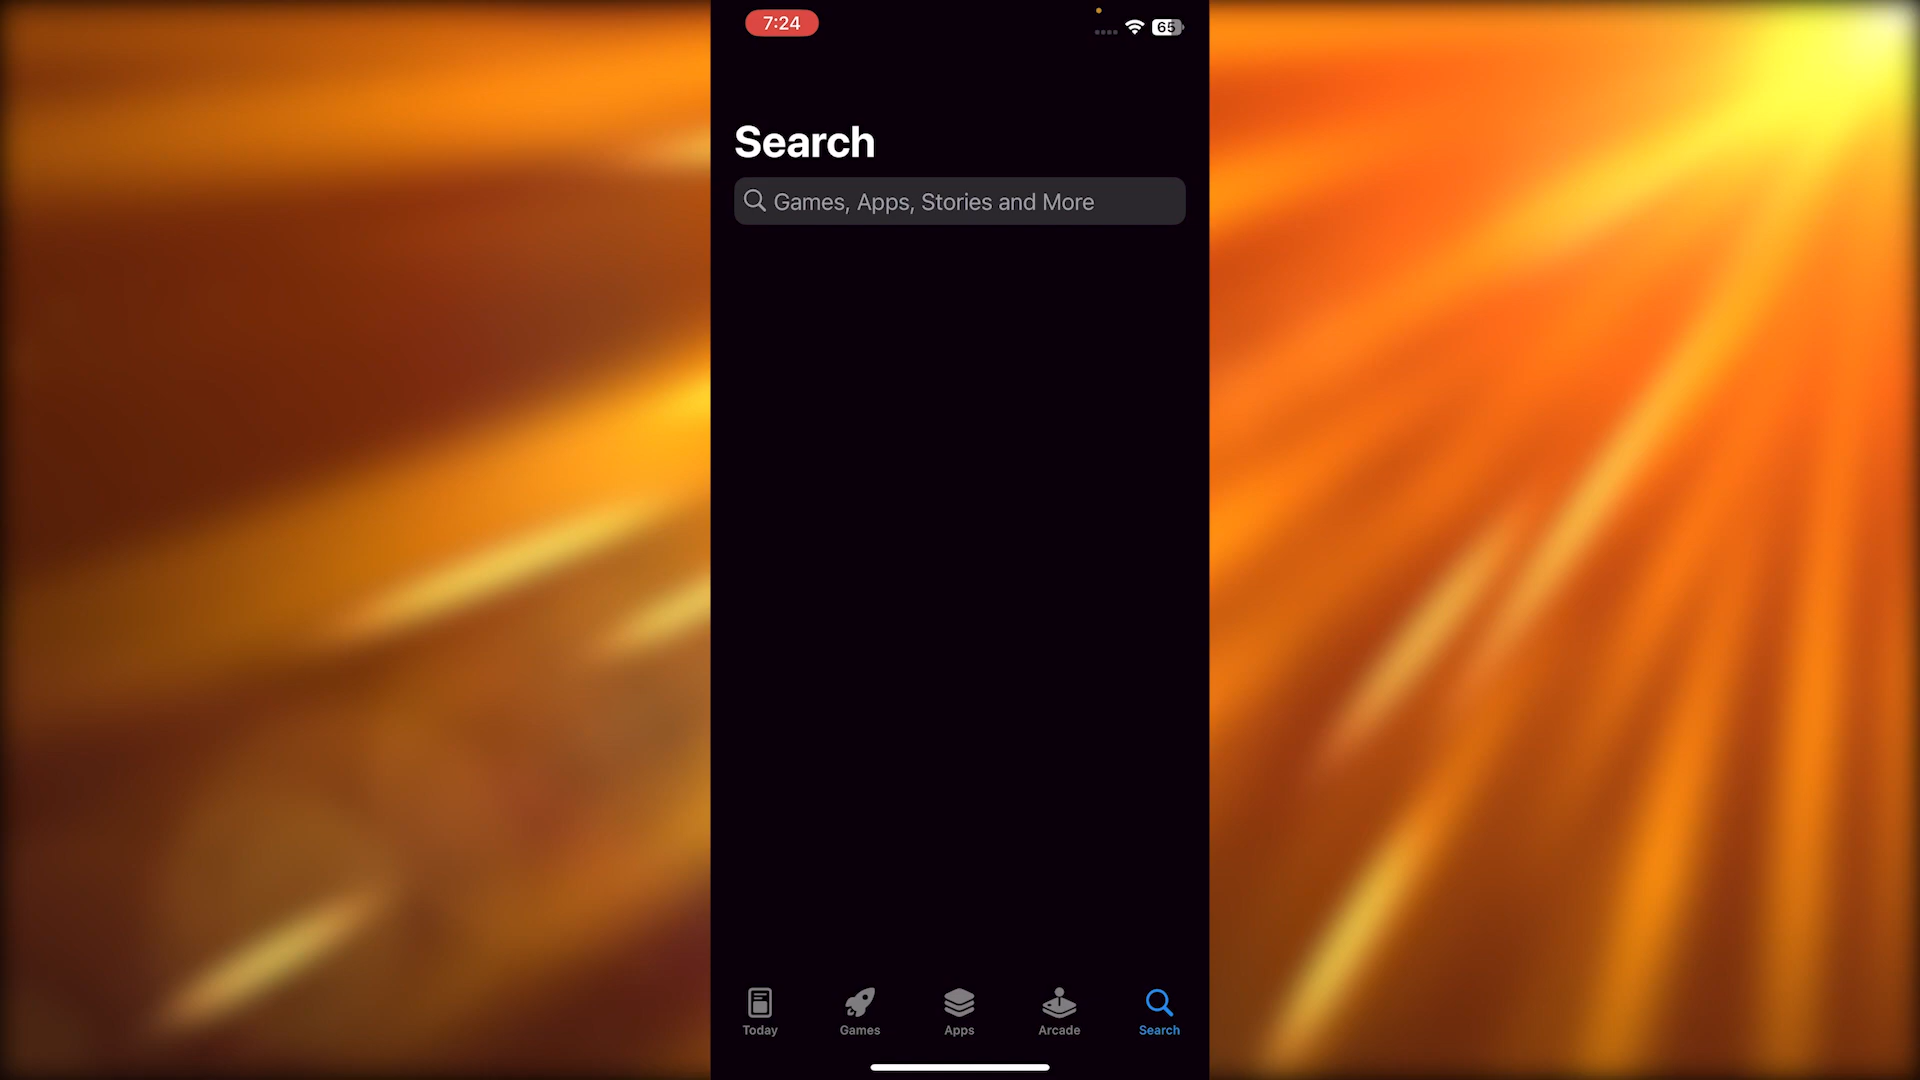 7:24
65
Search
Games, Apps, Stories and More
Today
Games
Apps
Arcade
Search